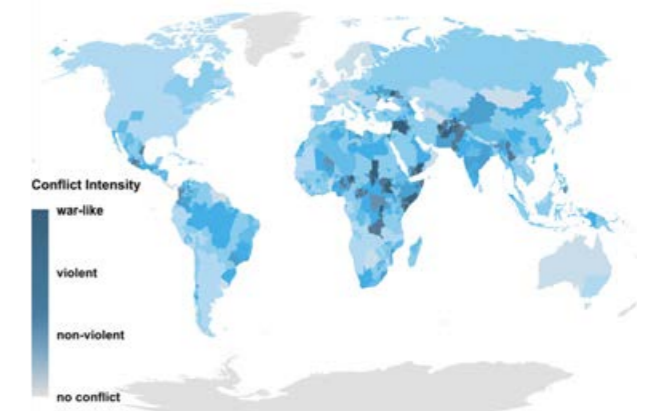 Conflict Intensity
war-like
violent
non-violent
no conflict